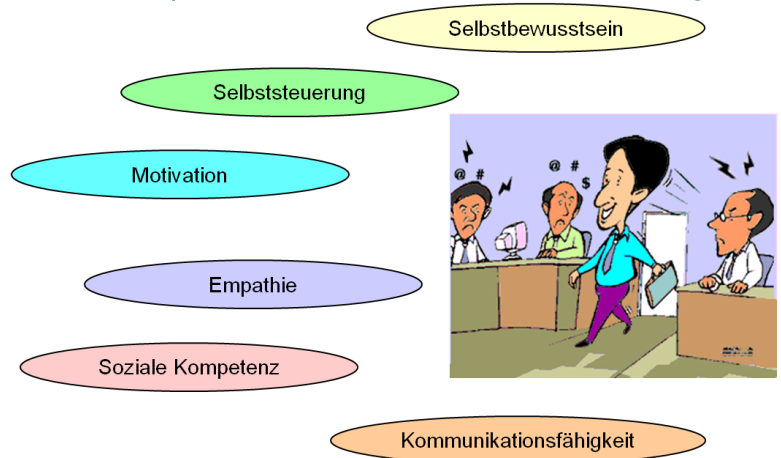 Selbstbewusstsein
Selbststeuerung
Motivation
@ #
@ #
$
Empathie
Soziale Kompetenz
Kommunikationsfähigkeit